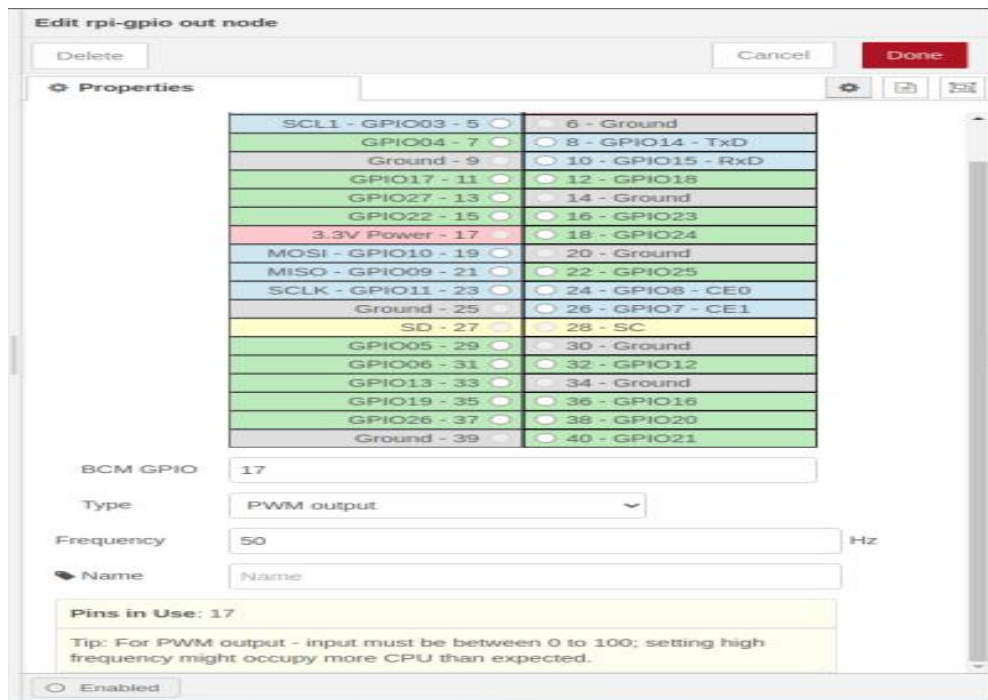 Edit rpi-gpio out node
Delete
Cancel
Done
Properties
SCL1 - GPIO03 - 5
6 - Ground
GPIO04 - 7
8 - GPIO14 - TxD
Ground - 9
10 - GPIO15 - RxD
GPIO17 - 11
12 - GPIO18
GPIO27 - 13
14 - Ground
GPIO22 - 15
16 - GPIO23
3.3V Power - 17
18 - GPIO24
MOSI - GPIO10 - 19
20 - Ground
MISO - GPIO09 - 21
22 - GPIO25
SCLK - GPIO11 - 23
24 - GPIO8 - CE0
Ground - 25
26 - GPIO7 - CE1
SD - 27
28 - SC
GPIO05 - 29
30 - Ground
GPIO06 - 31
32 - GPIO12
GPIO13 - 33
34 - Ground
GPIO19 - 35
36 - GPIO16
GPIO26 - 37
38 - GPIO20
Ground - 39
40 - GPIO21
BCM GPIO
17
Type
PWM output
Frequency
50
Hz
Name
Name
Pins in Use: 17
Tip: For PWM output - input must be between 0 to 100; setting high
frequency might occupy more CPU than expected.
Enabled